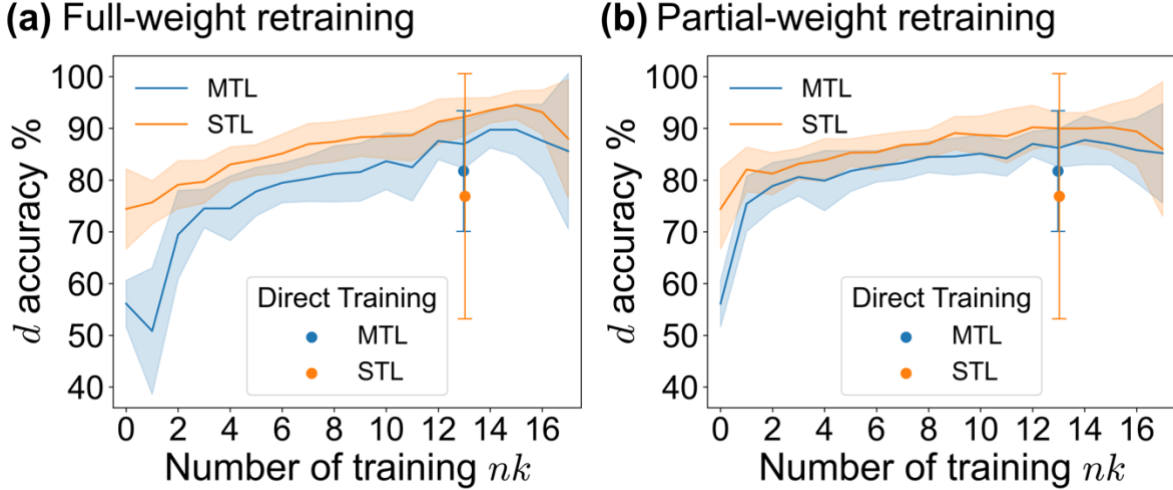 (a) Full-weight retraining
100
90
80
70
60
50
40
d accuracy %
MTL
STL
Direct Training
MTL
STL
0 2 4 6 8 10 12 14 16
Number of training nk
(b) Partial-weight retraining
100
90
80
70
60
50
40
d accuracy %
MTL
STL
Direct Training
MTL
STL
0 2 4 6 8 10 12 14 16
Number of training nk